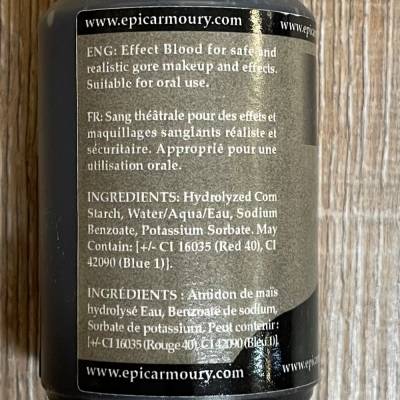 www.epicarmoury.com
www.epicarmoury
ENG: Effect Blood for safe and
realistic gore makeup and effects.
Suitable for oral use.
FR: Sang théâtrale pour des effets et
maquillages sanglants réaliste et
sécuritaire. Approprié pour une
utilisation orale.
INGREDIENTS: Hydrolyzed Corn
Starch, Water/Aqua/Eau, Sodium
Benzoate, Potassium Sorbate. May
Contain: [+/- CI 16035 (Red 40), CI
42090 (Blue 1)].
INGRÉDIENTS : Amidon de maïs
hydrolysé Eau, Benzoate de sodium,
Sorbate de potassium. Peut contenir :
[+/- CI 16035 (Rouge 40), CI 42090 (Bleu 1)].
www.epicarmoury.com
www.epicarm